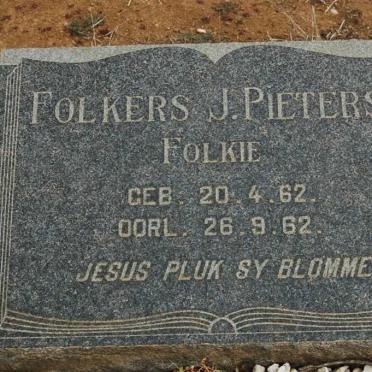 FOLKERS J. PIETERS
FOLKIE
GEB. 20.4.62.
OORL. 26.9.62.
JESUS PLUK SY BLOMME